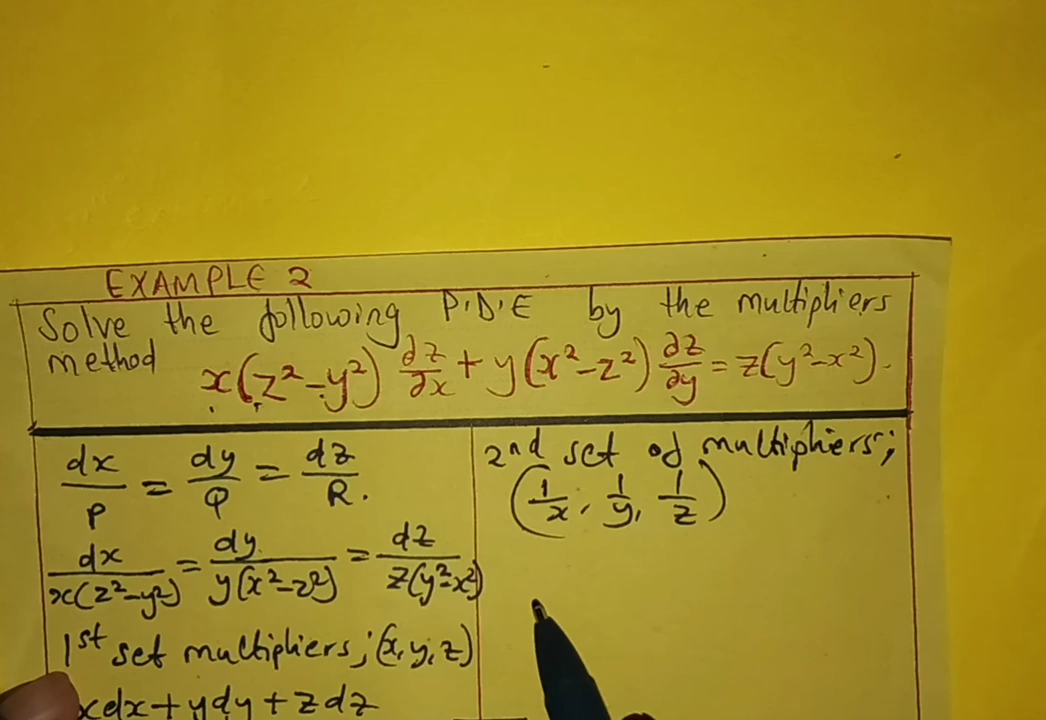 EXAMPLE 2
Solve the following P.D.E by the multipliers
method x(z²-y²) ∂z/∂x + y(x²-z²) ∂z/∂y = z(y²-x²).
dx/P = dy/Q = dz/R.
dx/x(z²-y²) = dy/y(x²-z²) = dz/z(y²-x²)
1st set multipliers; (x, y, z)
xdx + ydy + zdz
2nd set of multipliers;
(1/x, 1/y, 1/z)